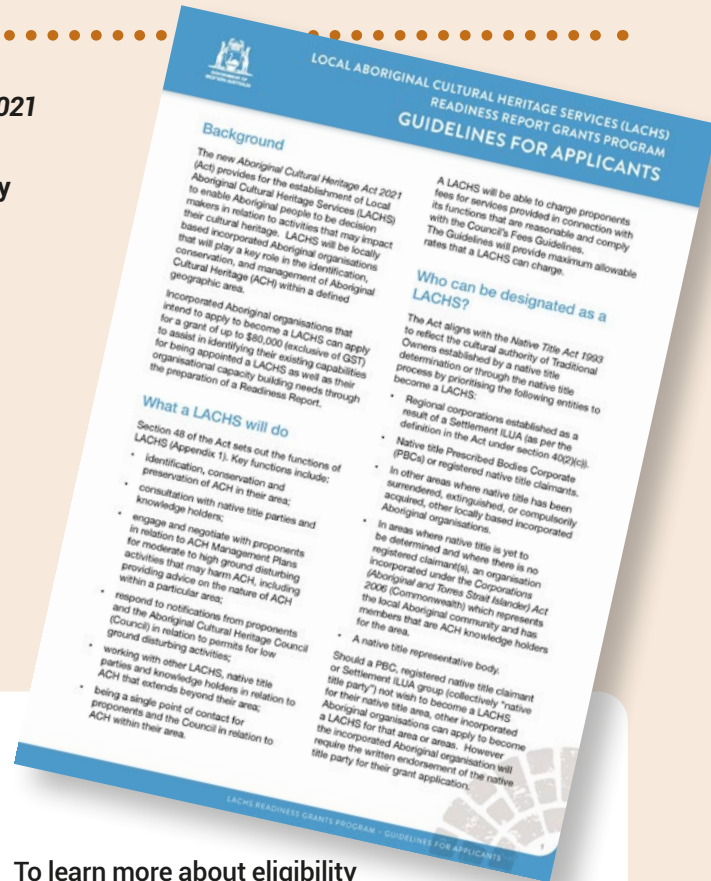 021
y
GOVERNMENT OF
WESTERN AUSTRALIA
LOCAL ABORIGINAL CULTURAL HERITAGE SERVICES (LACHS)
READINESS REPORT GRANTS PROGRAM
GUIDELINES FOR APPLICANTS
Background
The new Aboriginal Cultural Heritage Act 2021
(Act) provides for the establishment of Local
Aboriginal Cultural Heritage Services (LACHS)
to enable Aboriginal people to be decision
makers in relation to activities that may impact
their cultural heritage. LACHS will be locally
based incorporated Aboriginal organisations
that will play a key role in the identification,
conservation, and management of Aboriginal
Cultural Heritage (ACH) within a defined
geographic area.
Incorporated Aboriginal organisations that
intend to apply to become a LACHS can apply
for a grant of up to $80,000 (exclusive of GST)
to assist in identifying their existing capabilities
for being appointed a LACHS as well as their
organisational capacity building needs through
the preparation of a Readiness Report.
What a LACHS will do
Section 48 of the Act sets out the functions of
LACHS (Appendix 1). Key functions include:
• identification, conservation and
preservation of ACH in their area;
• consultation with native title parties and
knowledge holders;
• engage and negotiate with proponents
in relation to ACH Management Plans
for moderate to high ground disturbing
activities that may harm ACH, including
providing advice on the nature of ACH
within a particular area;
• respond to notifications from proponents
and the Aboriginal Cultural Heritage Council
(Council) in relation to permits for low
ground disturbing activities;
• working with other LACHS, native title
parties and knowledge holders in relation to
ACH that extends beyond their area;
• being a single point of contact for
proponents and the Council in relation to
ACH within their area.
A LACHS will be able to charge proponents
fees for services provided in connection with
its functions that are reasonable and comply
with the Council's Fees Guidelines.
The Guidelines will provide maximum allowable
rates that a LACHS can charge.
Who can be designated as a
LACHS?
The Act aligns with the Native Title Act 1993
to reflect the cultural authority of Traditional
Owners established by a native title
determination or through the native title
process by prioritising the following entities to
become a LACHS:
• Regional corporations established as a
result of a Settlement ILUA (as per the
definition in the Act under section 40(2)(c)).
• Native title Prescribed Bodies Corporate
(PBCs) or registered native title claimants.
• In other areas where native title has been
surrendered, extinguished, or compulsorily
acquired, other locally based incorporated
Aboriginal organisations.
• In areas where native title is yet to
be determined and where there is no
registered claimant(s), an organisation
incorporated under the Corporations
(Aboriginal and Torres Strait Islander) Act
2006 (Commonwealth) which represents
the local Aboriginal community and has
members that are ACH knowledge holders
for the area.
• A native title representative body.
Should a PBC, registered native title claimant
or Settlement ILUA group (collectively "native
title party") not wish to become a LACHS
for their native title area, other incorporated
Aboriginal organisations can apply to become
a LACHS for that area or areas. However
the incorporated Aboriginal organisation will
require the written endorsement of the native
title party for their grant application.
LACHS READINESS GRANTS PROGRAM – GUIDELINES FOR APPLICANTS
1
To learn more about eligibility